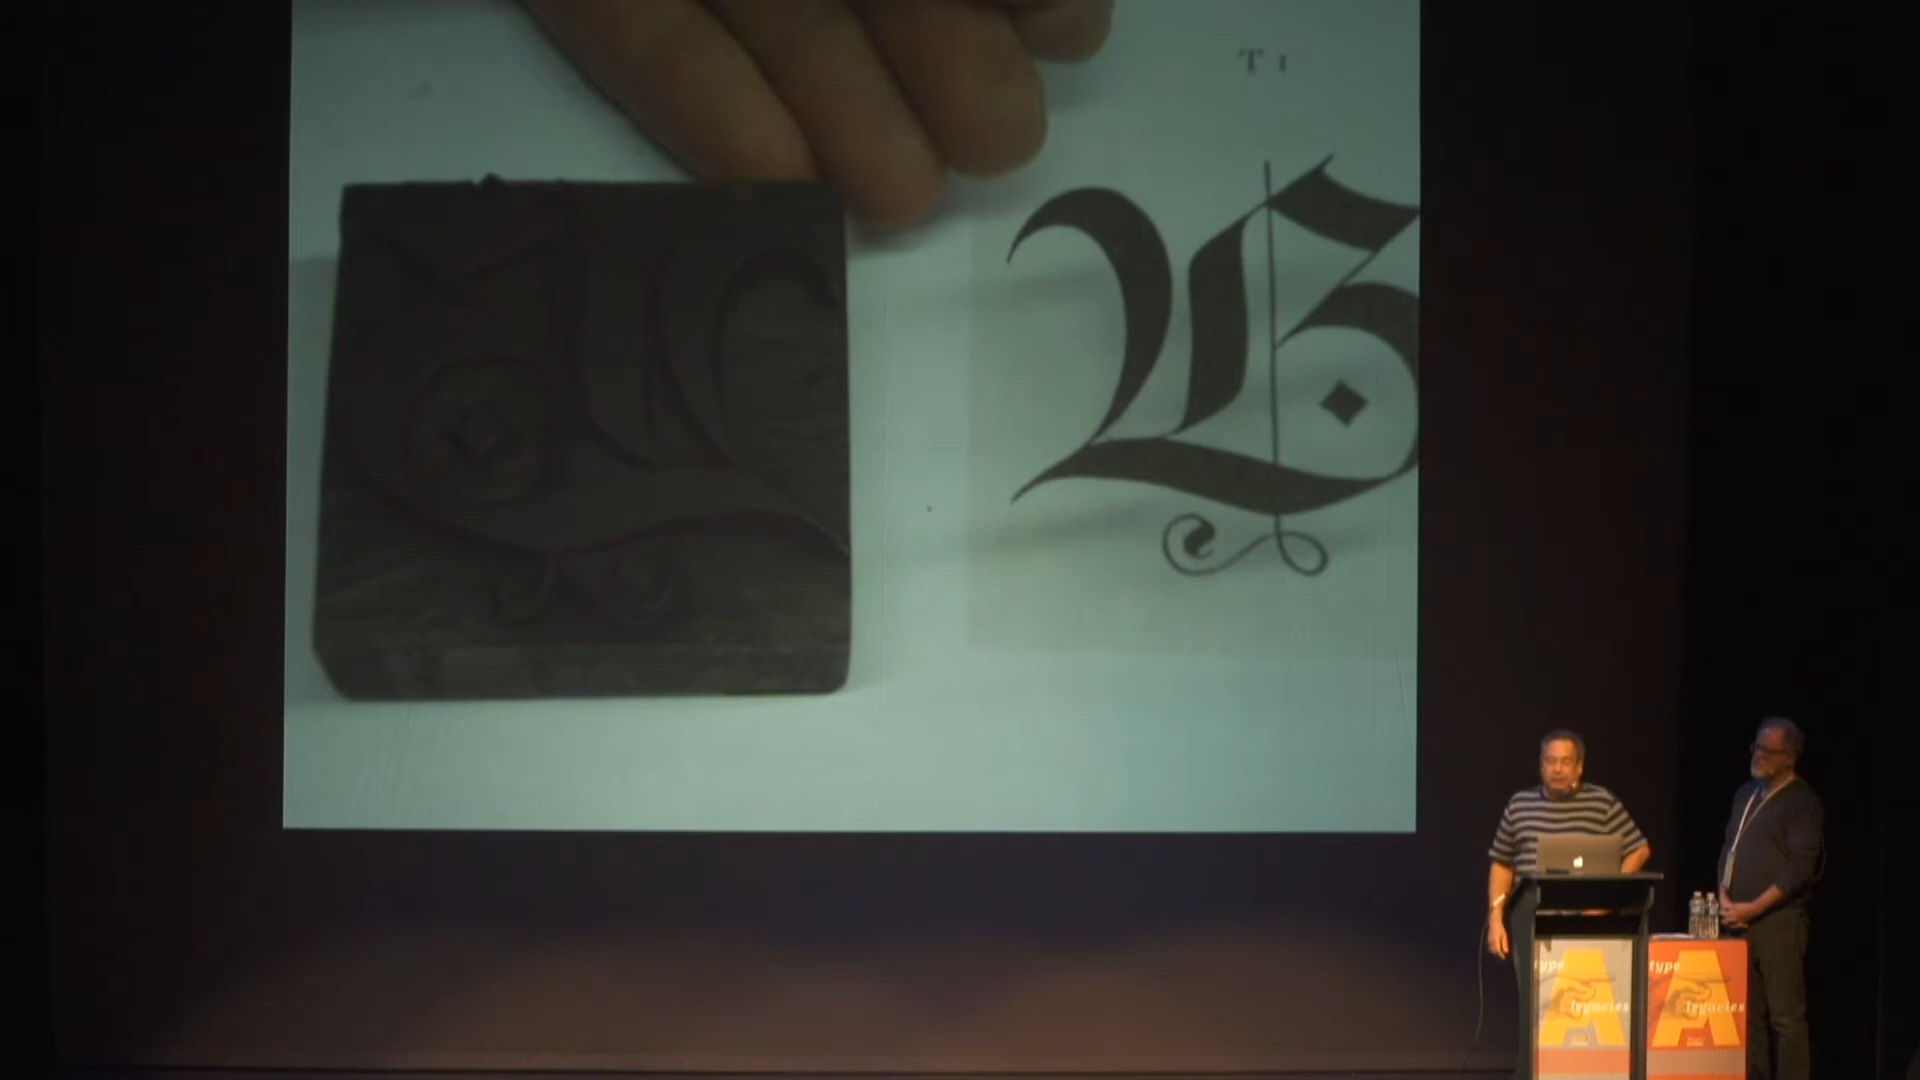 T I
B
type
A
legacies
type
A
legacies